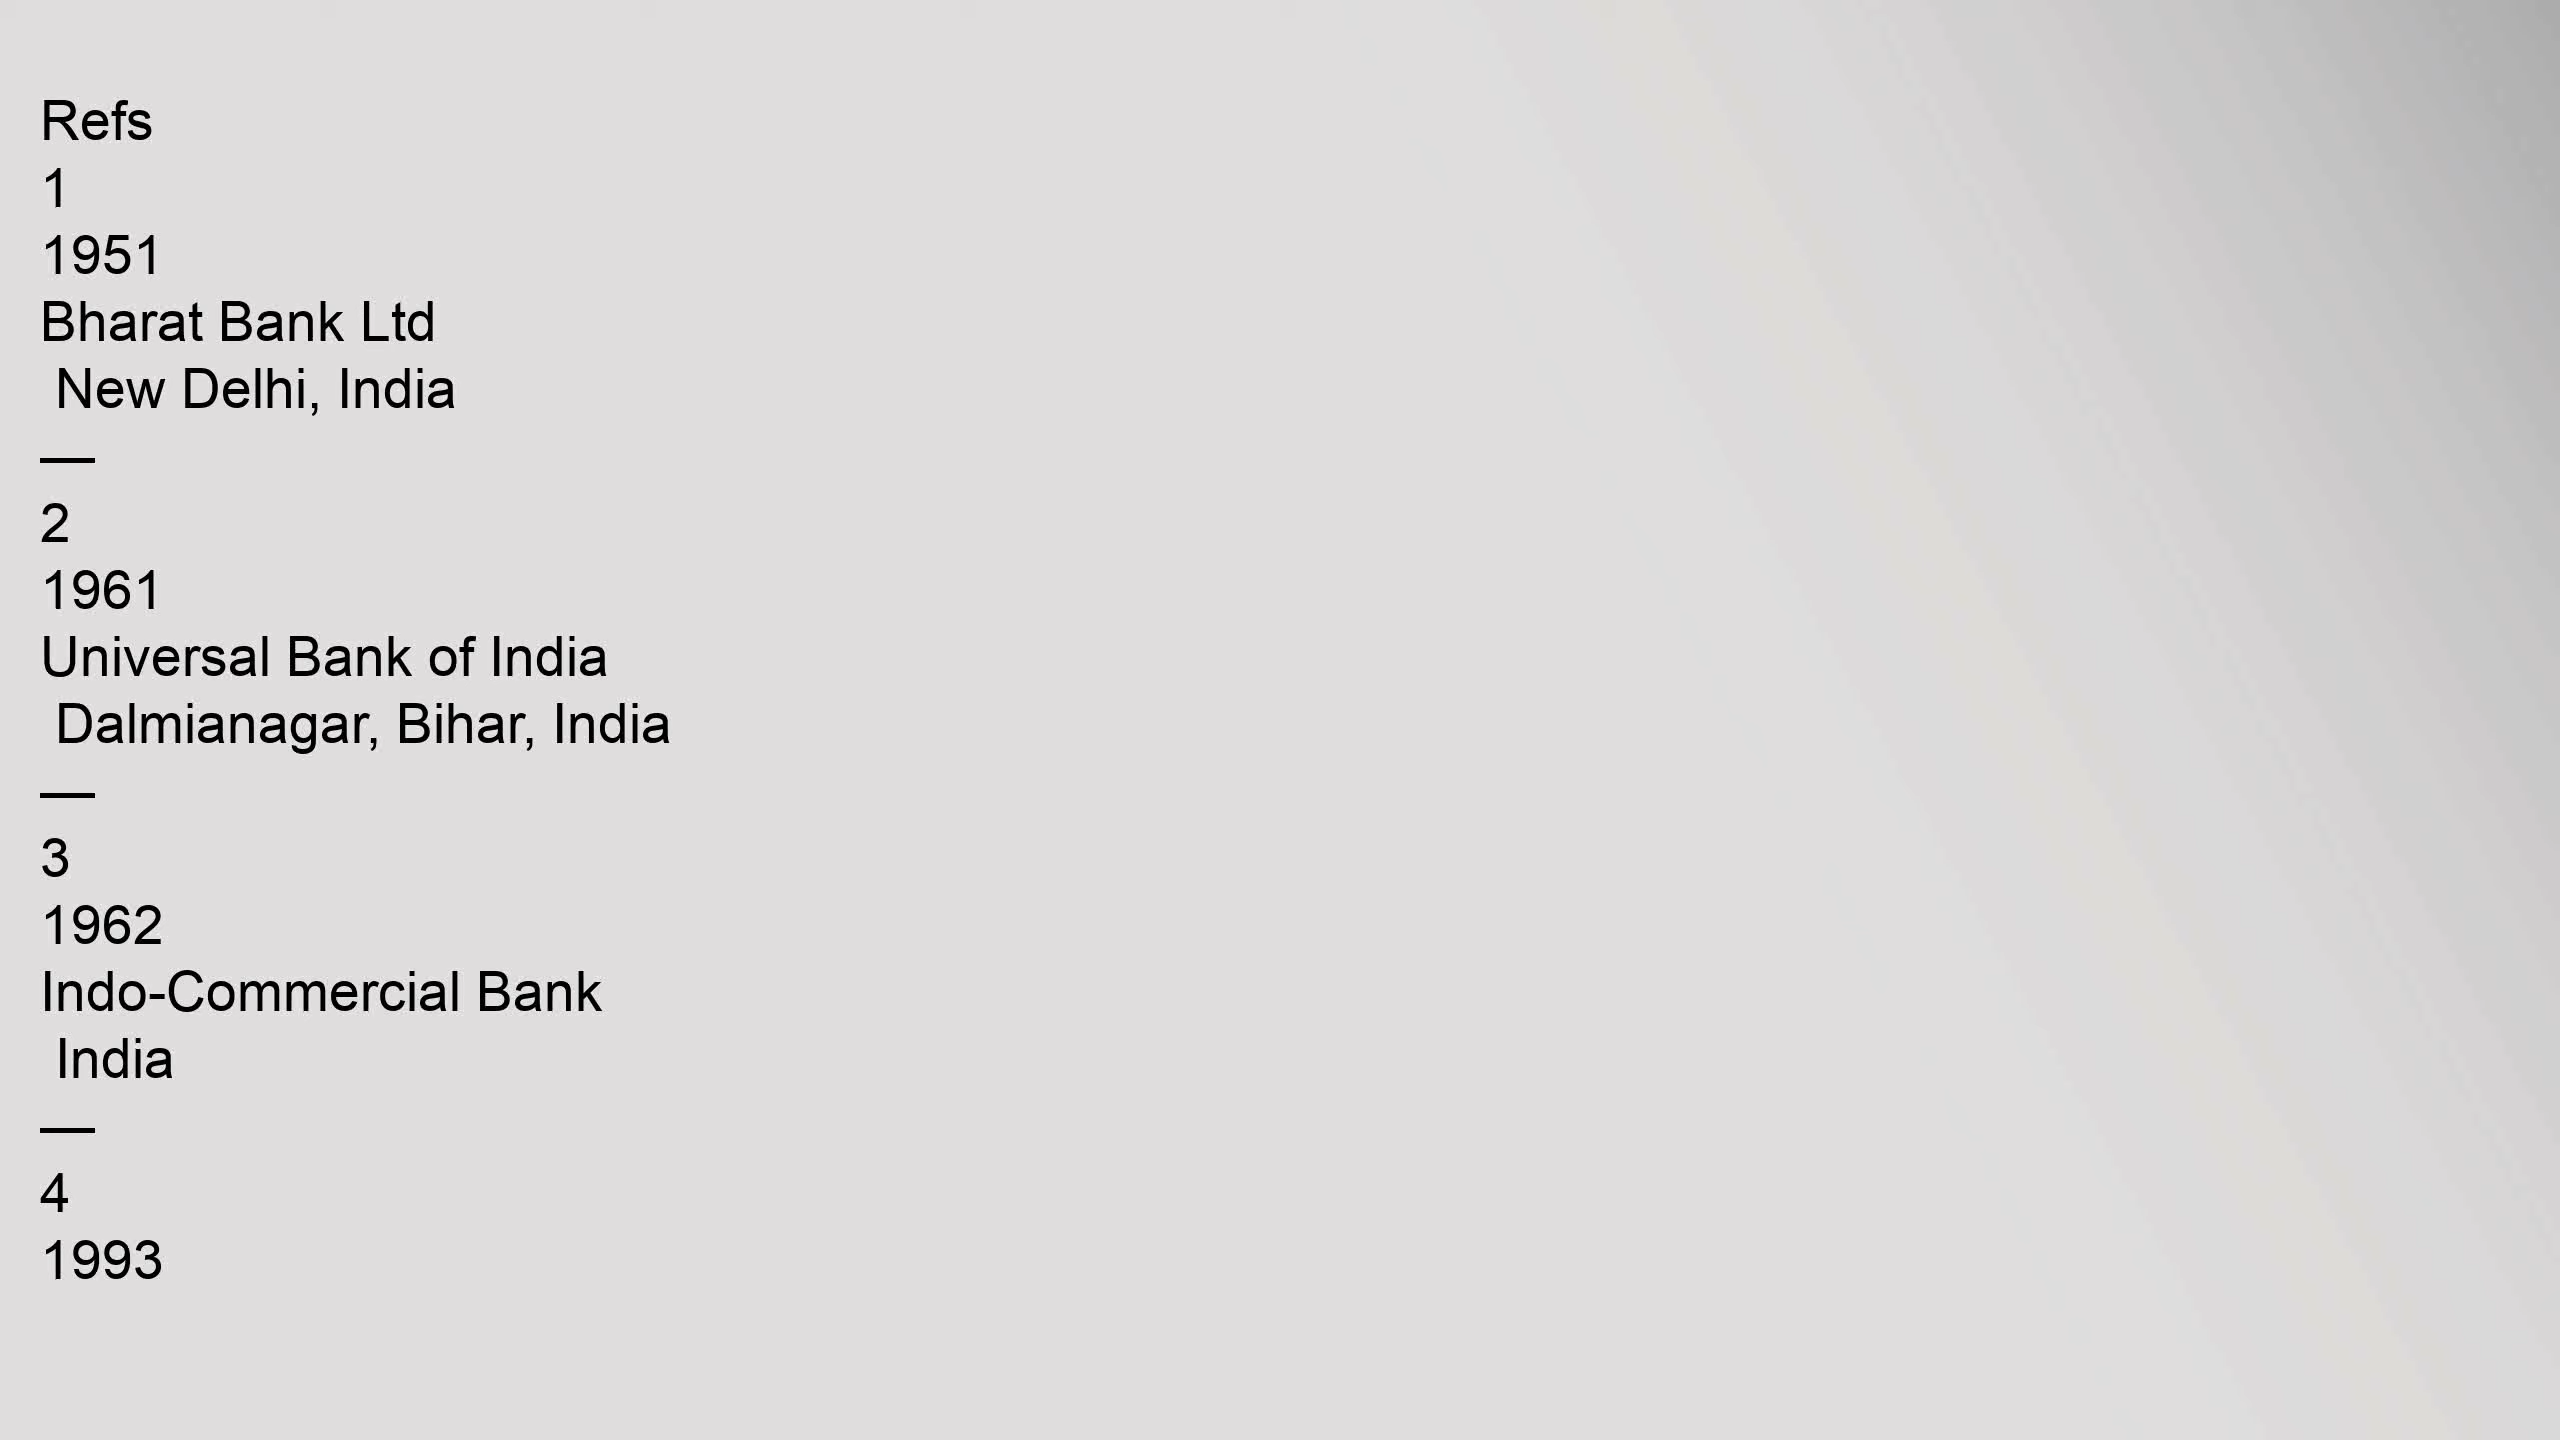 Refs
1
1951
Bharat Bank Ltd
New Delhi, India
—
2
1961
Universal Bank of India
Dalmianagar, Bihar, India
—
3
1962
Indo-Commercial Bank
India
—
4
1993